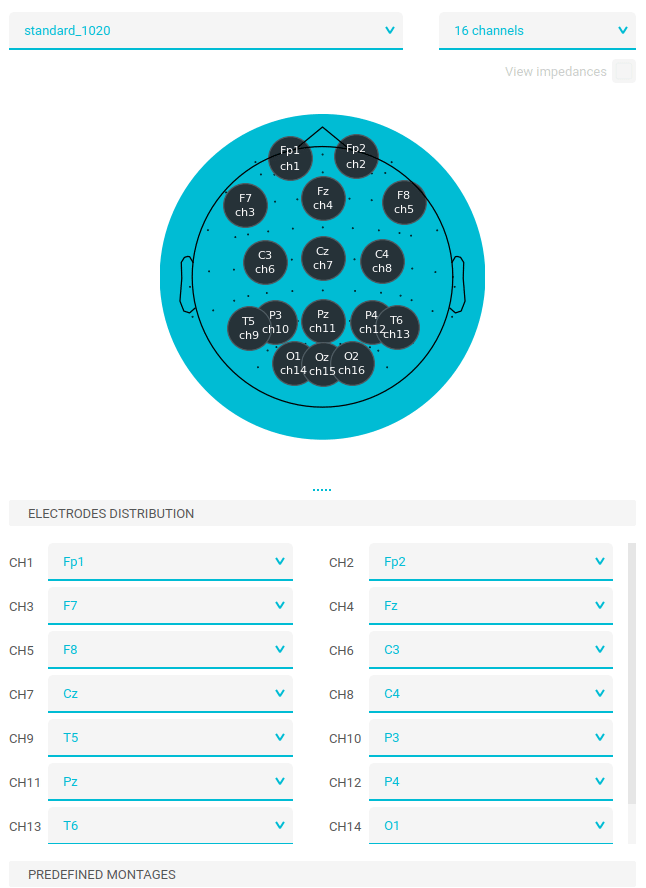 standard_1020
16 channels
View impedances
Fp1
ch1
Fp2
ch2
F7
ch3
Fz
ch4
F8
ch5
C3
ch6
Cz
ch7
C4
ch8
T5
ch9
P3
ch10
Pz
ch11
P4
ch12
T6
ch13
O1
ch14
Oz
ch15
O2
ch16
ELECTRODES DISTRIBUTION
CH1 Fp1
CH2 Fp2
CH3 F7
CH4 Fz
CH5 F8
CH6 C3
CH7 Cz
CH8 C4
CH9 T5
CH10 P3
CH11 Pz
CH12 P4
CH13 T6
CH14 O1
PREDEFINED MONTAGES